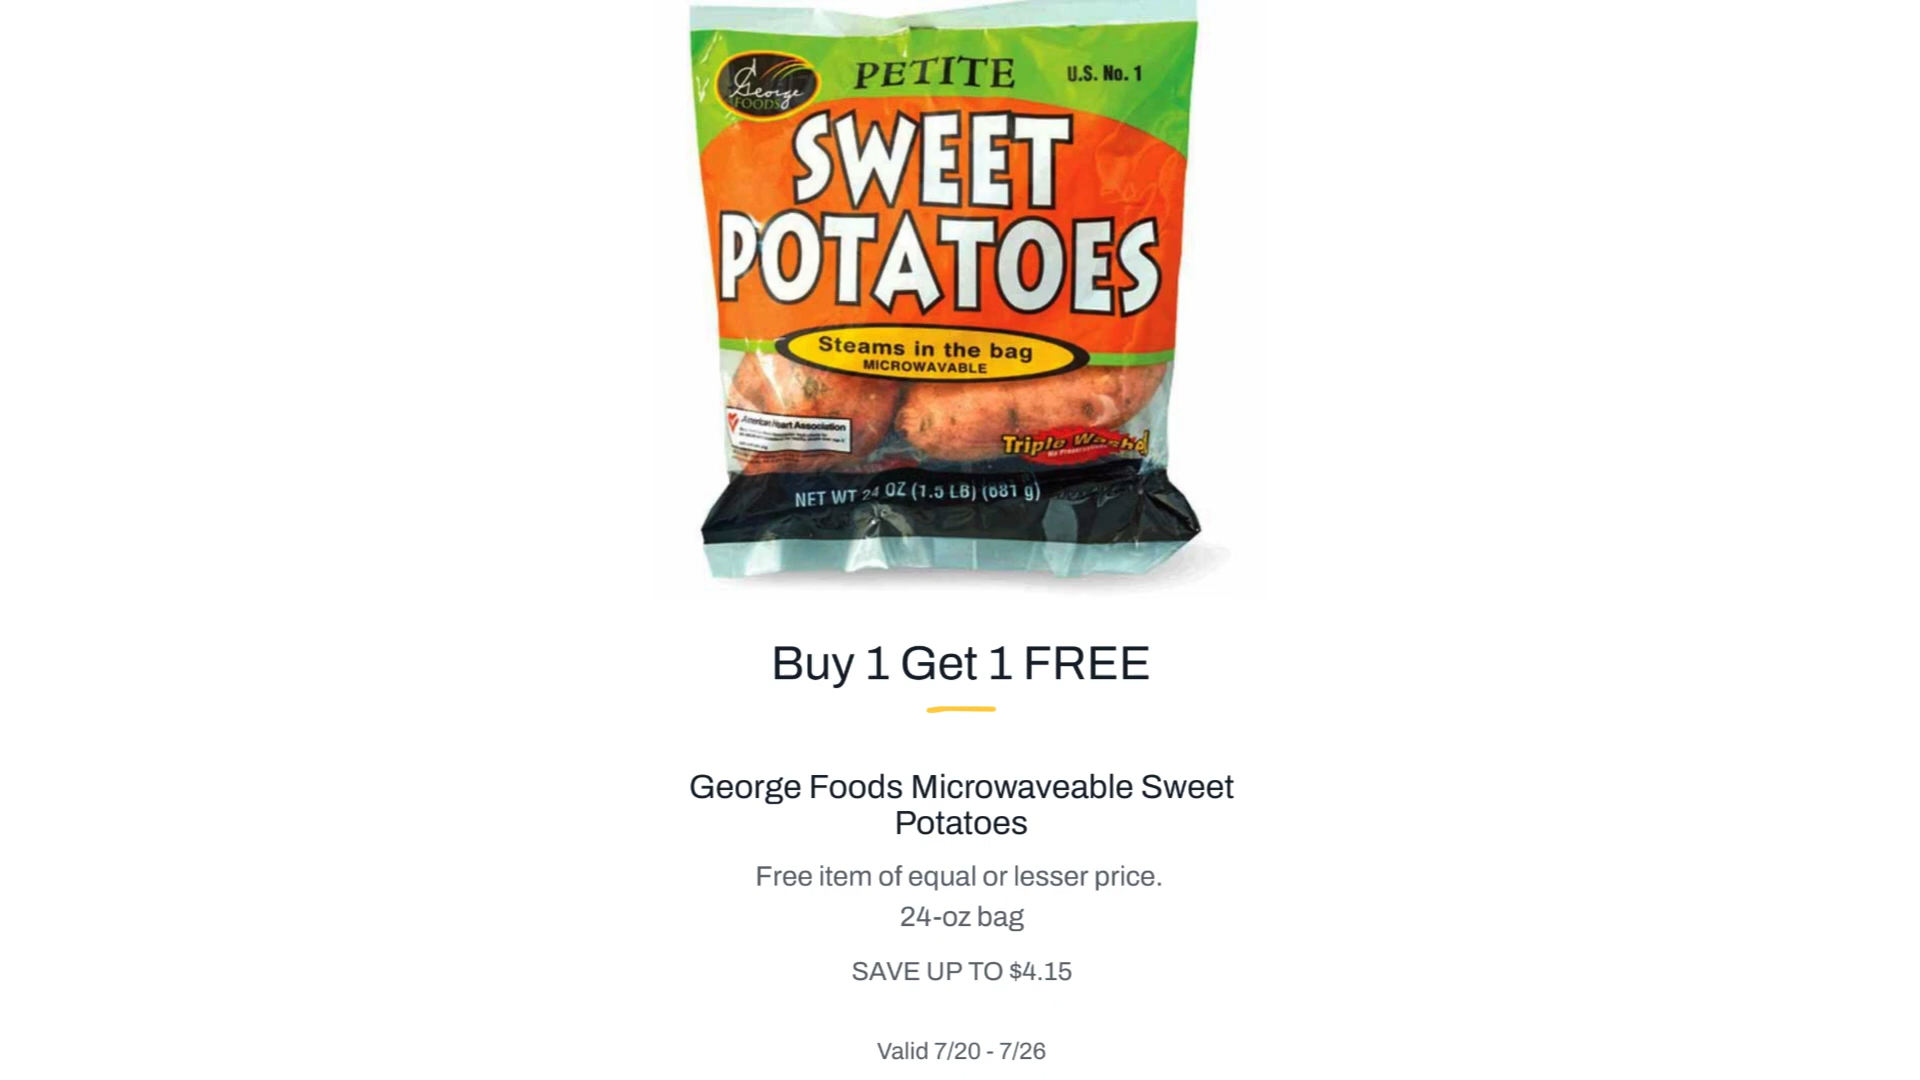 George
FOODS
PETITE
U.S. No. 1
SWEET
POTATOES
Steams in the bag
MICROWAVABLE
American Heart Association
Triple Washed
NET WT 24 OZ (1.5 LB) (681 g)
Buy 1 Get 1 FREE
George Foods Microwaveable Sweet
Potatoes
Free item of equal or lesser price.
24-oz bag
SAVE UP TO $4.15
Valid 7/20 - 7/26